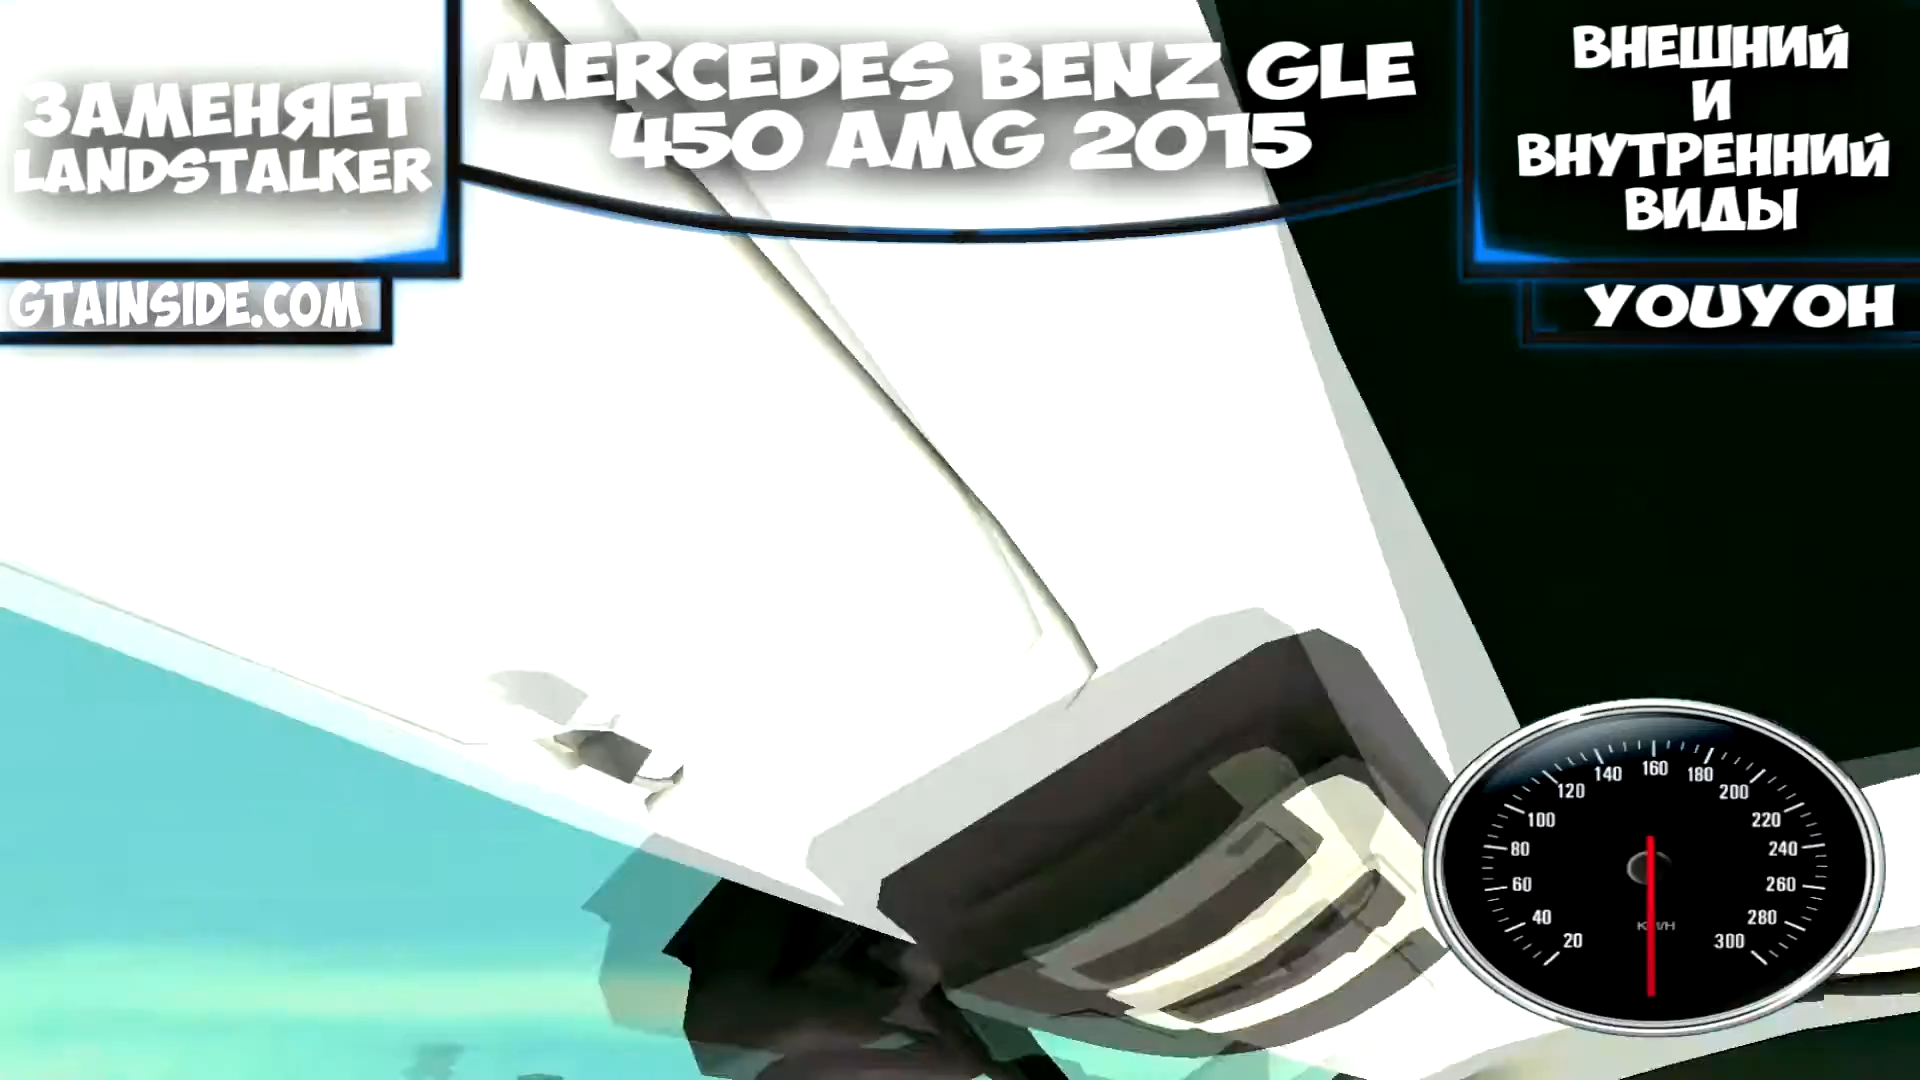 ЗАМЕНЯЕТ
LANDSTALKER
GTAINSIDE.COM
MERCEDES BENZ GLE
450 AMG 2015
ВНЕШНИЙ
И
ВНУТРЕННИЙ
ВИДЫ
YOUYOH
20
40
60
80
100
120
140
160
180
200
220
240
260
280
300
KM/H